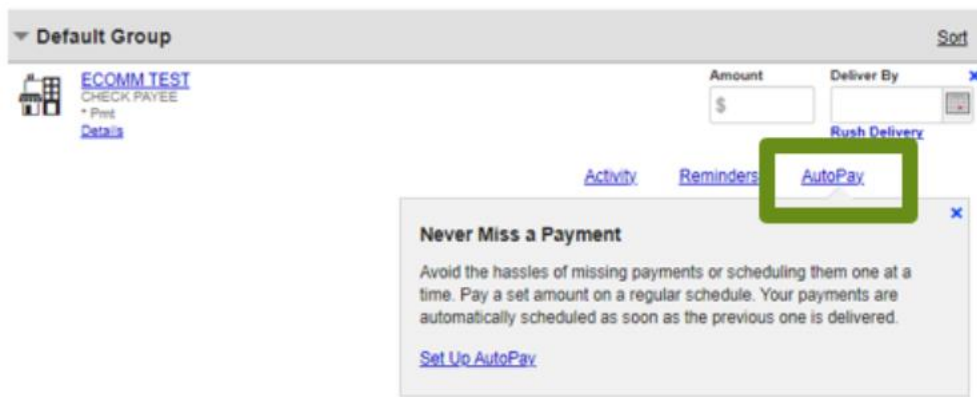 Default Group
Sort
ECOMM TEST
CHECK PAYEE
* Pmt
Details
Amount
Deliver By
$
Rush Delivery
Activity
Reminders
AutoPay
Never Miss a Payment
Avoid the hassles of missing payments or scheduling them one at a
time. Pay a set amount on a regular schedule. Your payments are
automatically scheduled as soon as the previous one is delivered.
Set Up AutoPay